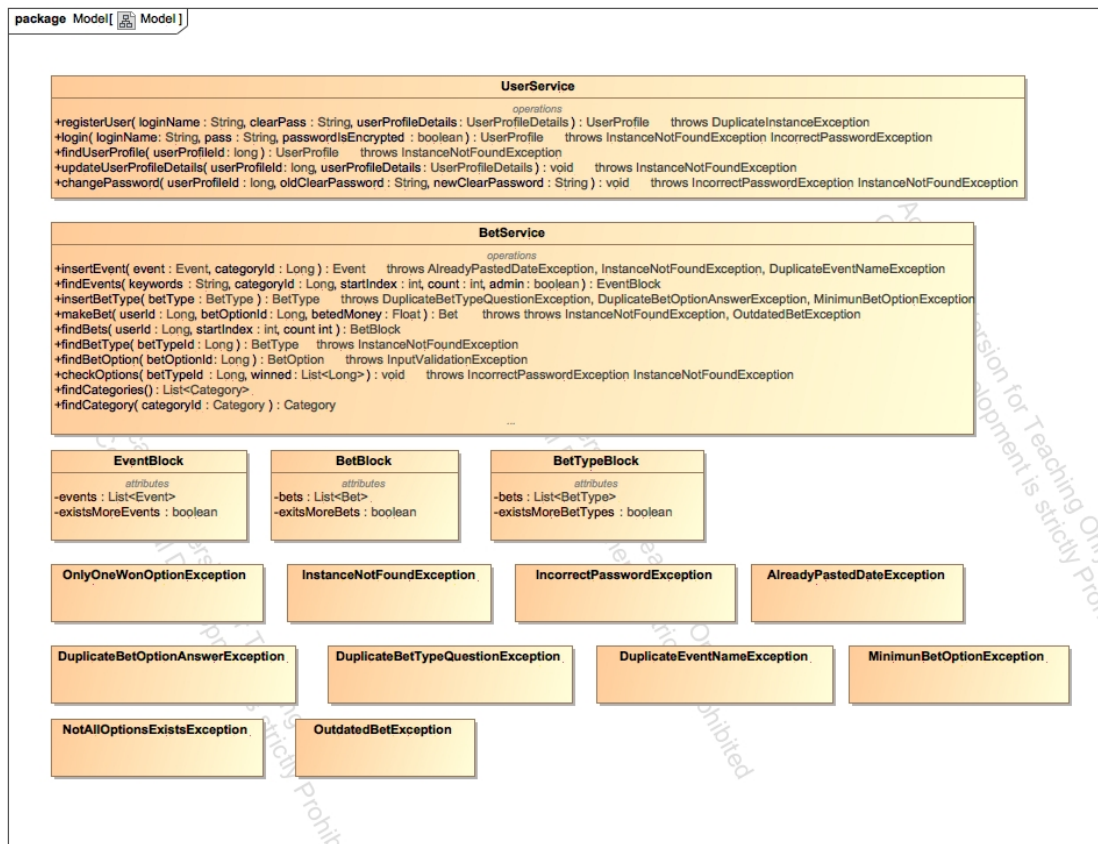 package Model[ Model ]
UserService
operations
+registerUser( loginName : String, clearPass : String, userProfileDetails : UserProfileDetails ) : UserProfile throws DuplicateInstanceException
+login( loginName: String, pass : String, passwordIsEncrypted : boolean ) : UserProfile throws InstanceNotFoundException IncorrectPasswordException
+findUserProfile( userProfileId : long ) : UserProfile throws InstanceNotFoundException
+updateUserProfileDetails( userProfileId: long, userProfileDetails: UserProfileDetails ) : void throws InstanceNotFoundException
+changePassword( userProfileId : long, oldClearPassword : String, newClearPassword : String ) : void throws IncorrectPasswordException InstanceNotFoundException
BetService
operations
+insertEvent( event : Event, categoryId : Long ) : Event throws AlreadyPastedDateException, InstanceNotFoundException, DuplicateEventNameException
+findEvents( keywords : String, categoryId : Long, startIndex : int, count : int, admin : boolean ) : EventBlock
+insertBetType( betType : BetType ) : BetType throws DuplicateBetTypeQuestionException, DuplicateBetOptionAnswerException, MinimunBetOptionException
+makeBet( userId : Long, betOptionId : Long, betedMoney : Float ) : Bet throws throws InstanceNotFoundException, OutdatedBetException
+findBets( userId : Long, startIndex : int, count int ) : BetBlock
+findBetType( betTypeId : Long ) : BetType throws InstanceNotFoundException
+findBetOption( betOptionId: Long ) : BetOption throws InputValidationException
+checkOptions( betTypeId : Long, winned : List<Long> ) : void throws IncorrectPasswordException InstanceNotFoundException
+findCategories() : List<Category>
+findCategory( categoryId : Category ) : Category
...
EventBlock
attributes
-events : List<Event>
-existsMoreEvents : boolean
BetBlock
attributes
-bets : List<Bet>
-exitsMoreBets : boolean
BetTypeBlock
attributes
-bets : List<BetType>
-existsMoreBetTypes : boolean
OnlyOneWonOptionException
InstanceNotFoundException
IncorrectPasswordException
AlreadyPastedDateException
DuplicateBetOptionAnswerException
DuplicateBetTypeQuestionException
DuplicateEventNameException
MinimunBetOptionException
NotAllOptionsExistsException
OutdatedBetException